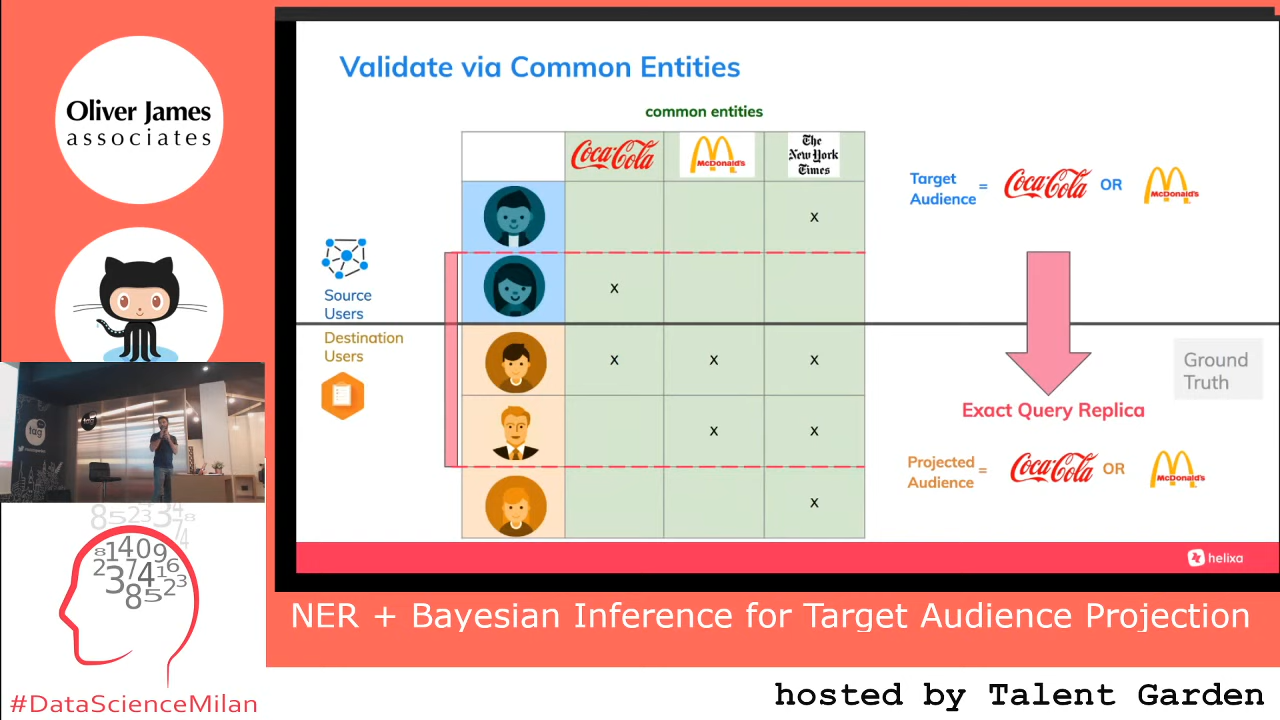 Oliver James
associates
Validate via Common Entities
common entities
Coca-Cola
McDonald's
The
New York
Times
x
x
x
x
x
x
x
x
Source
Users
Destination
Users
Target
Audience
=
Coca-Cola
OR
McDonald's
Exact Query Replica
Ground
Truth
Projected
Audience
=
Coca-Cola
OR
McDonald's
helixa
tag
#DataScienceMilan
NER + Bayesian Inference for Target Audience Projection
hosted by Talent Garden